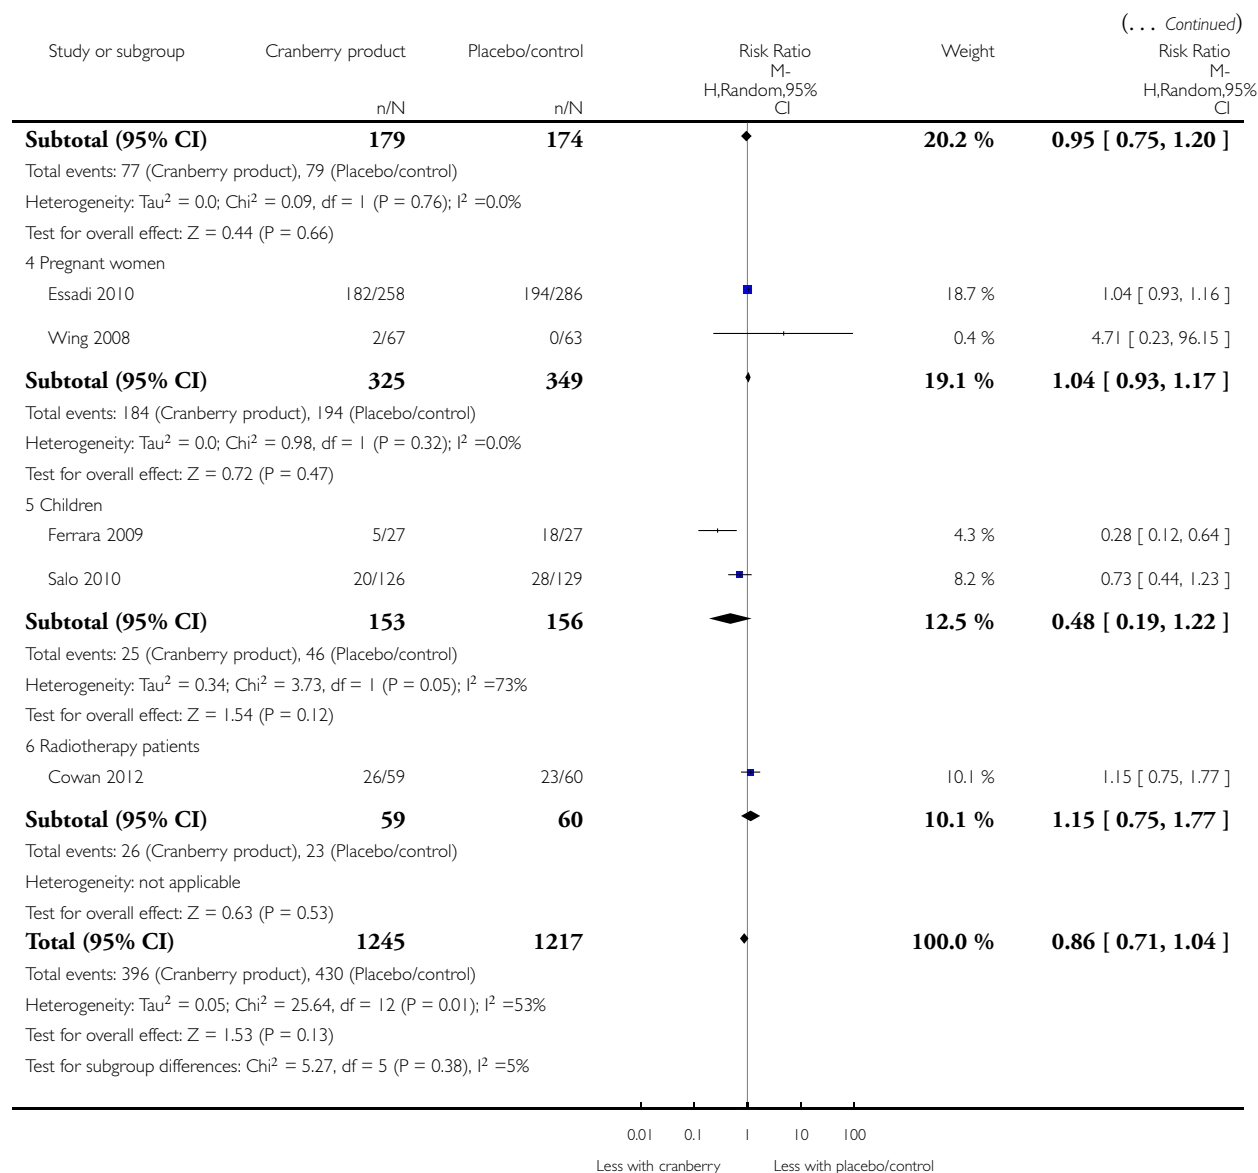 (. . . Continued)
Study or subgroup Cranberry product Placebo/control Risk Ratio Weight Risk Ratio
n/N n/N M-H,Random,95% CI M-H,Random,95% CI
Subtotal (95% CI) 179 174 20.2 % 0.95 [ 0.75, 1.20 ]
Total events: 77 (Cranberry product), 79 (Placebo/control)
Heterogeneity: Tau² = 0.0; Chi² = 0.09, df = 1 (P = 0.76); I² =0.0%
Test for overall effect: Z = 0.44 (P = 0.66)
4 Pregnant women
Essadi 2010 182/258 194/286 18.7 % 1.04 [ 0.93, 1.16 ]
Wing 2008 2/67 0/63 0.4 % 4.71 [ 0.23, 96.15 ]
Subtotal (95% CI) 325 349 19.1 % 1.04 [ 0.93, 1.17 ]
Total events: 184 (Cranberry product), 194 (Placebo/control)
Heterogeneity: Tau² = 0.0; Chi² = 0.98, df = 1 (P = 0.32); I² =0.0%
Test for overall effect: Z = 0.72 (P = 0.47)
5 Children
Ferrara 2009 5/27 18/27 4.3 % 0.28 [ 0.12, 0.64 ]
Salo 2010 20/126 28/129 8.2 % 0.73 [ 0.44, 1.23 ]
Subtotal (95% CI) 153 156 12.5 % 0.48 [ 0.19, 1.22 ]
Total events: 25 (Cranberry product), 46 (Placebo/control)
Heterogeneity: Tau² = 0.34; Chi² = 3.73, df = 1 (P = 0.05); I² =73%
Test for overall effect: Z = 1.54 (P = 0.12)
6 Radiotherapy patients
Cowan 2012 26/59 23/60 10.1 % 1.15 [ 0.75, 1.77 ]
Subtotal (95% CI) 59 60 10.1 % 1.15 [ 0.75, 1.77 ]
Total events: 26 (Cranberry product), 23 (Placebo/control)
Heterogeneity: not applicable
Test for overall effect: Z = 0.63 (P = 0.53)
Total (95% CI) 1245 1217 100.0 % 0.86 [ 0.71, 1.04 ]
Total events: 396 (Cranberry product), 430 (Placebo/control)
Heterogeneity: Tau² = 0.05; Chi² = 25.64, df = 12 (P = 0.01); I² =53%
Test for overall effect: Z = 1.53 (P = 0.13)
Test for subgroup differences: Chi² = 5.27, df = 5 (P = 0.38), I² =5%
0.01 0.1 1 10 100
Less with cranberry Less with placebo/control